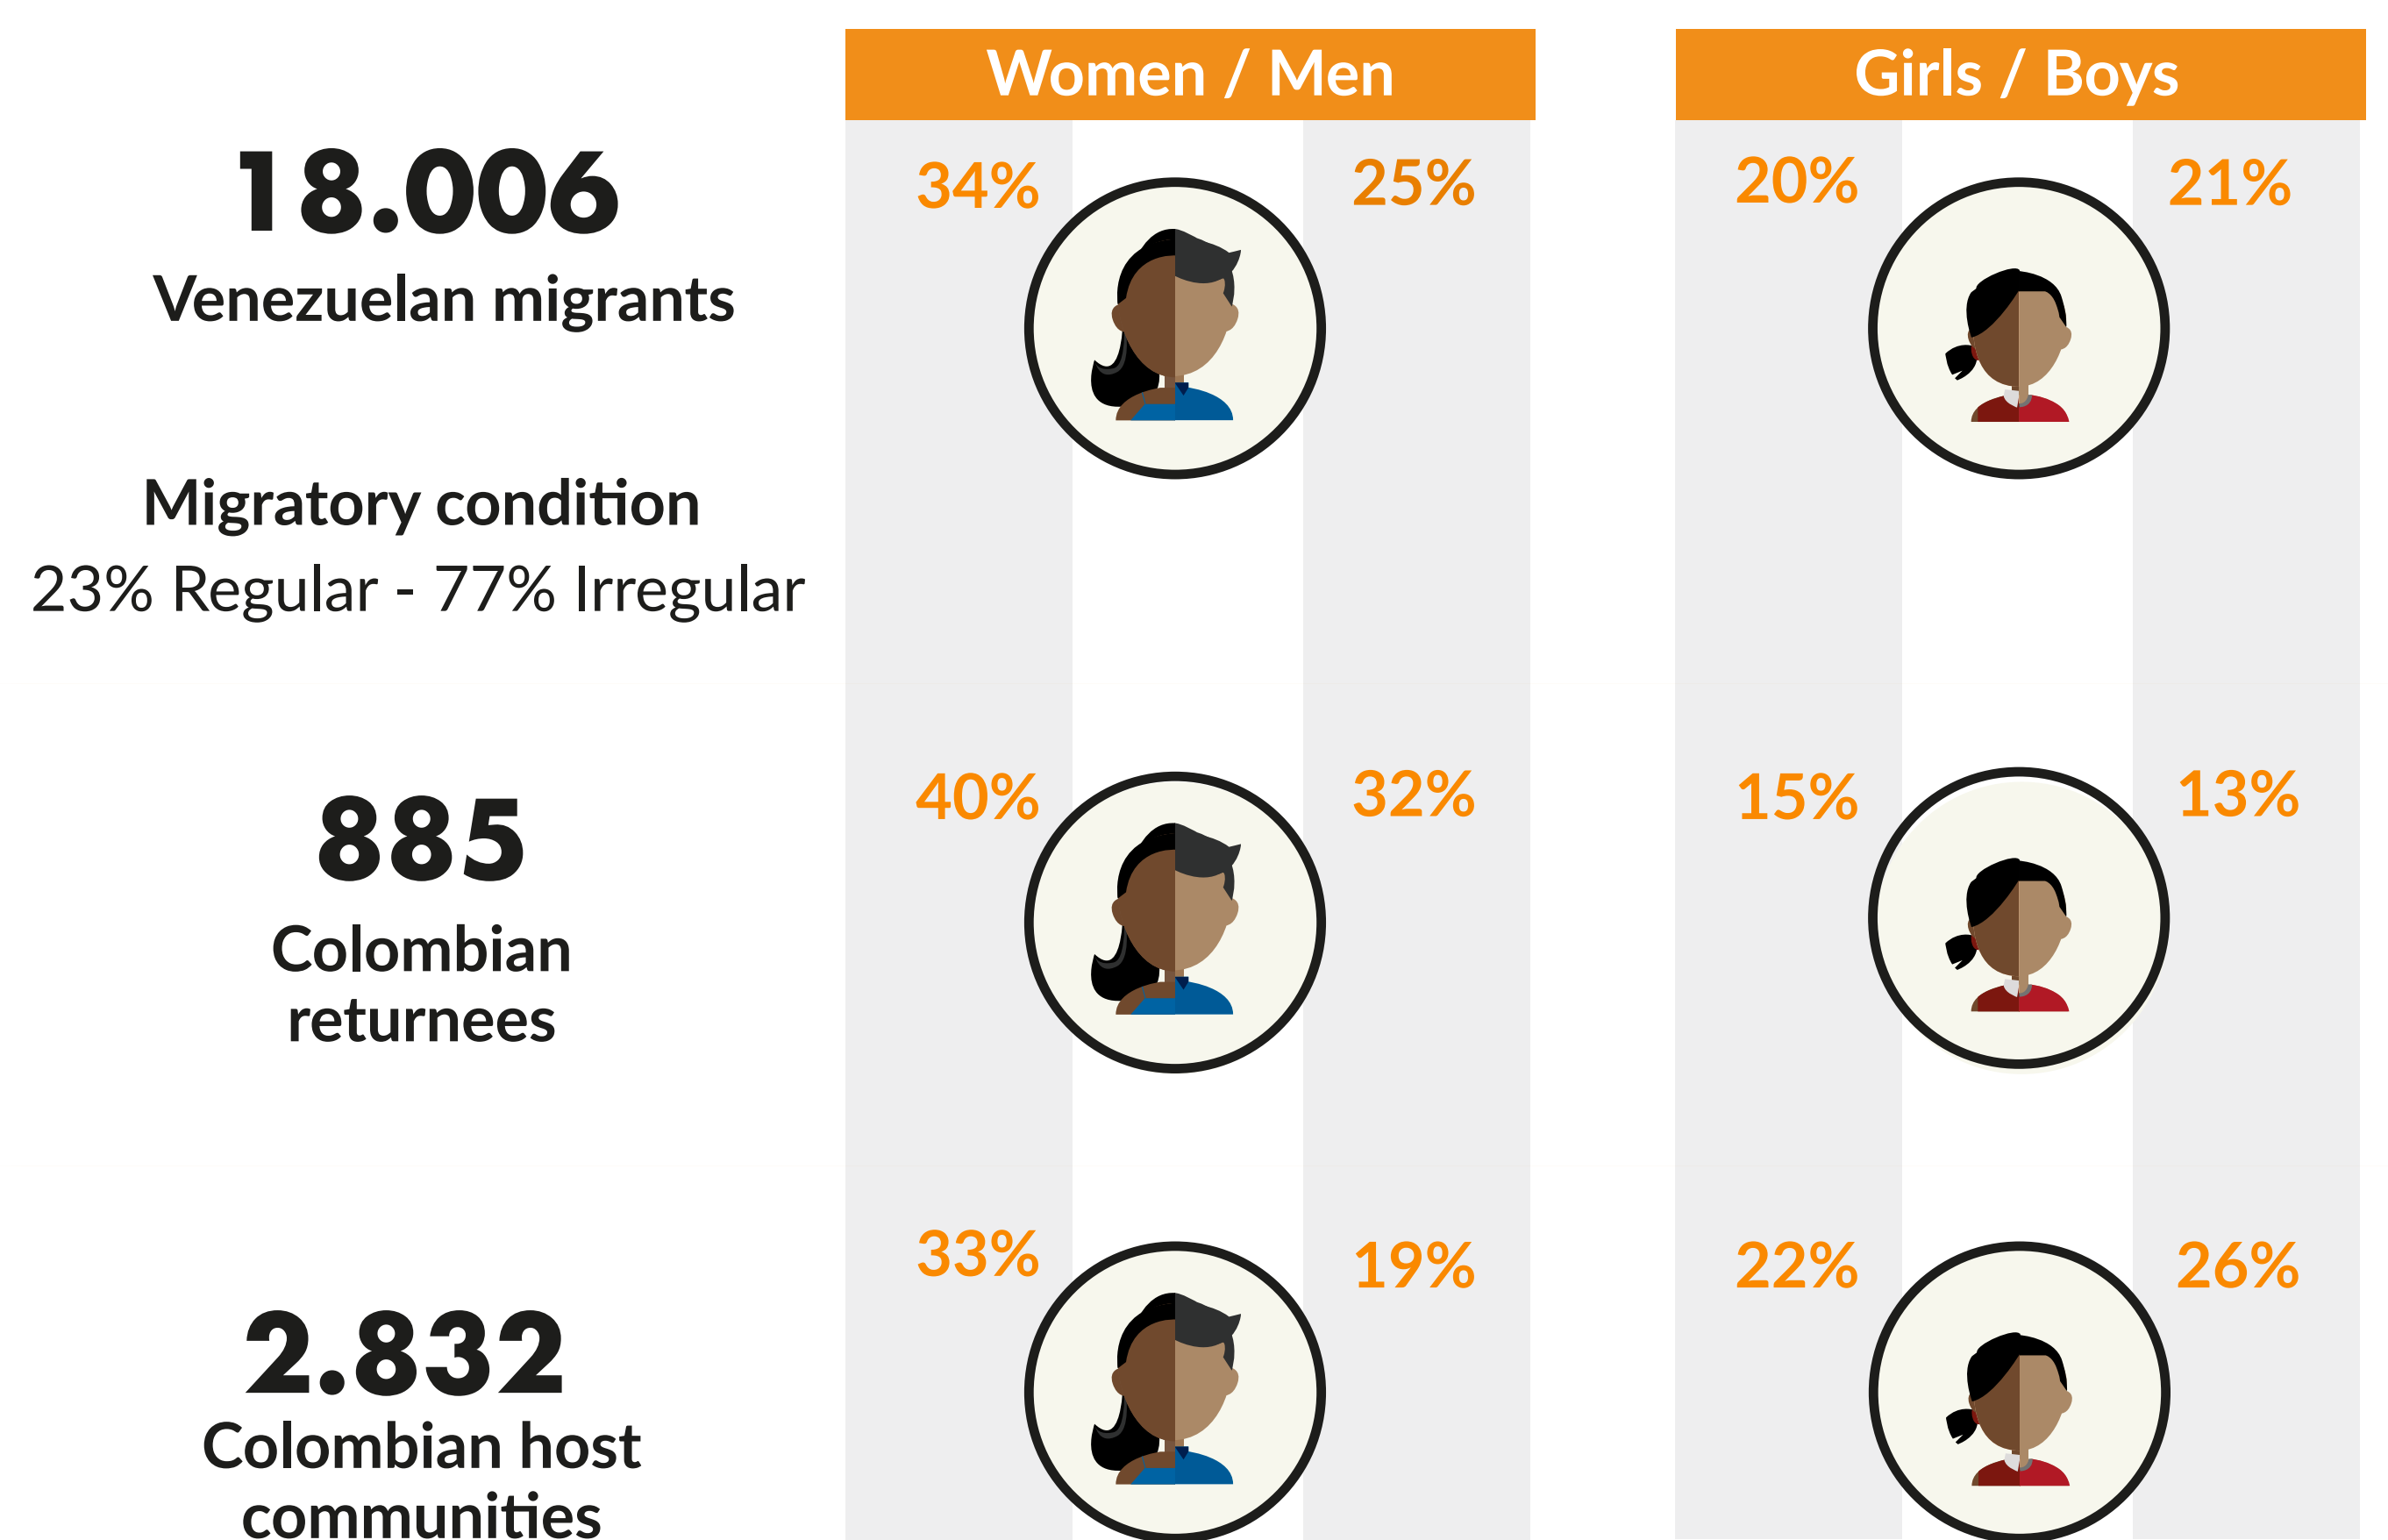 Women / Men
Girls / Boys
18.006
Venezuelan migrants
34%
25%
20%
21%
Migratory condition
23% Regular - 77% Irregular
885
Colombian
returnees
40%
32%
15%
13%
2.832
Colombian host
communities
33%
19%
22%
26%